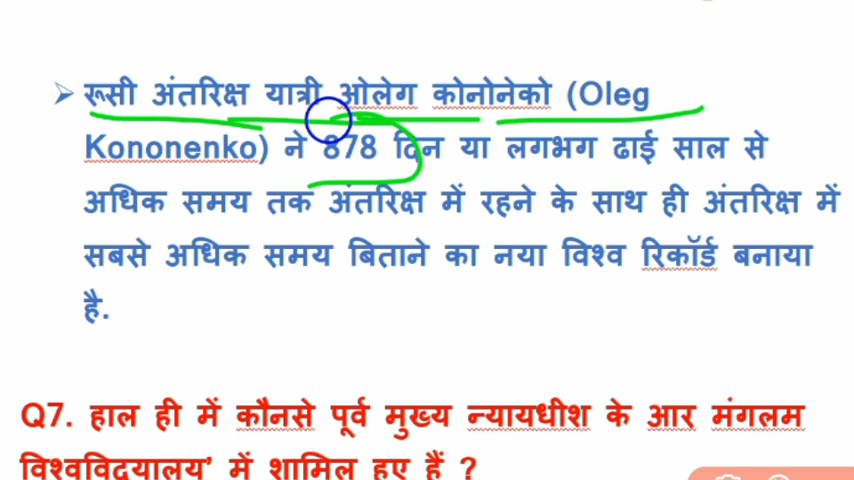 ➢ रूसी अंतरिक्ष यात्री ओलेग कोनोनेको (Oleg
Kononenko) ने 878 दिन या लगभग ढाई साल से
अधिक समय तक अंतरिक्ष में रहने के साथ ही अंतरिक्ष में
सबसे अधिक समय बिताने का नया विश्व रिकॉर्ड बनाया
है.
Q7. हाल ही में कौनसे पूर्व मुख्य न्यायधीश के आर मंगलम
विश्वविद्यालय' में शामिल हुए हैं ?